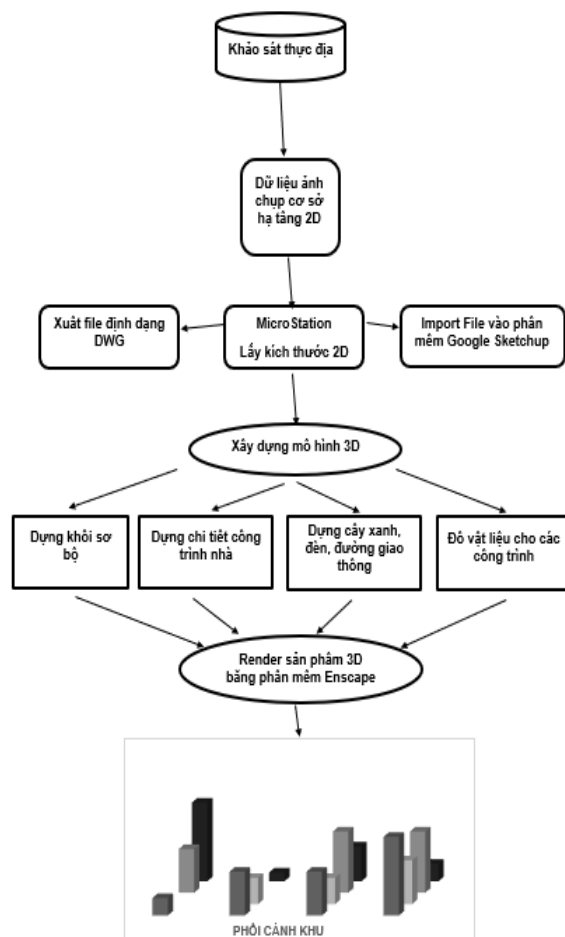 Khảo sát thực địa
Dữ liệu ảnh
chụp cơ sở
hạ tầng 2D
Xuất file định dạng
DWG
MicroStation
Lấy kích thước 2D
Import File vào phần
mềm Google Sketchup
Xây dựng mô hình 3D
Dựng khối sơ
bộ
Dựng chi tiết công
trình nhà
Dựng cây xanh,
đèn, đường giao
thông
Đổ vật liệu cho các
công trình
Render sản phẩm 3D
bằng phần mềm Enscape
PHỐI CẢNH KHU